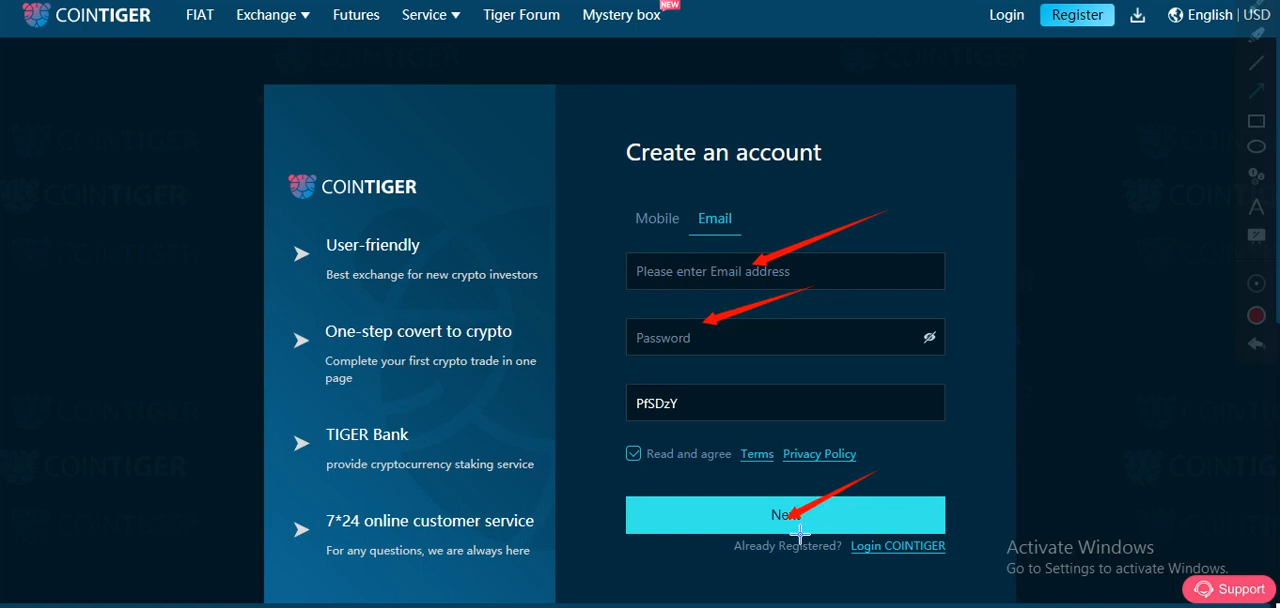 COINTIGER FIAT Exchange Futures Service Tiger Forum Mystery box NEW Login Register English | USD
Create an account
Mobile Email
COINTIGER
User-friendly
Best exchange for new crypto investors
Please enter Email address
One-step covert to crypto
Complete your first crypto trade in one
page
Password
PfSDzY
TIGER Bank
provide cryptocurrency staking service
Read and agree Terms Privacy Policy
7*24 online customer service
For any questions, we are always here
Already Registered? Login COINTIGER
Activate Windows
Go to Settings to activate Windows.
Support